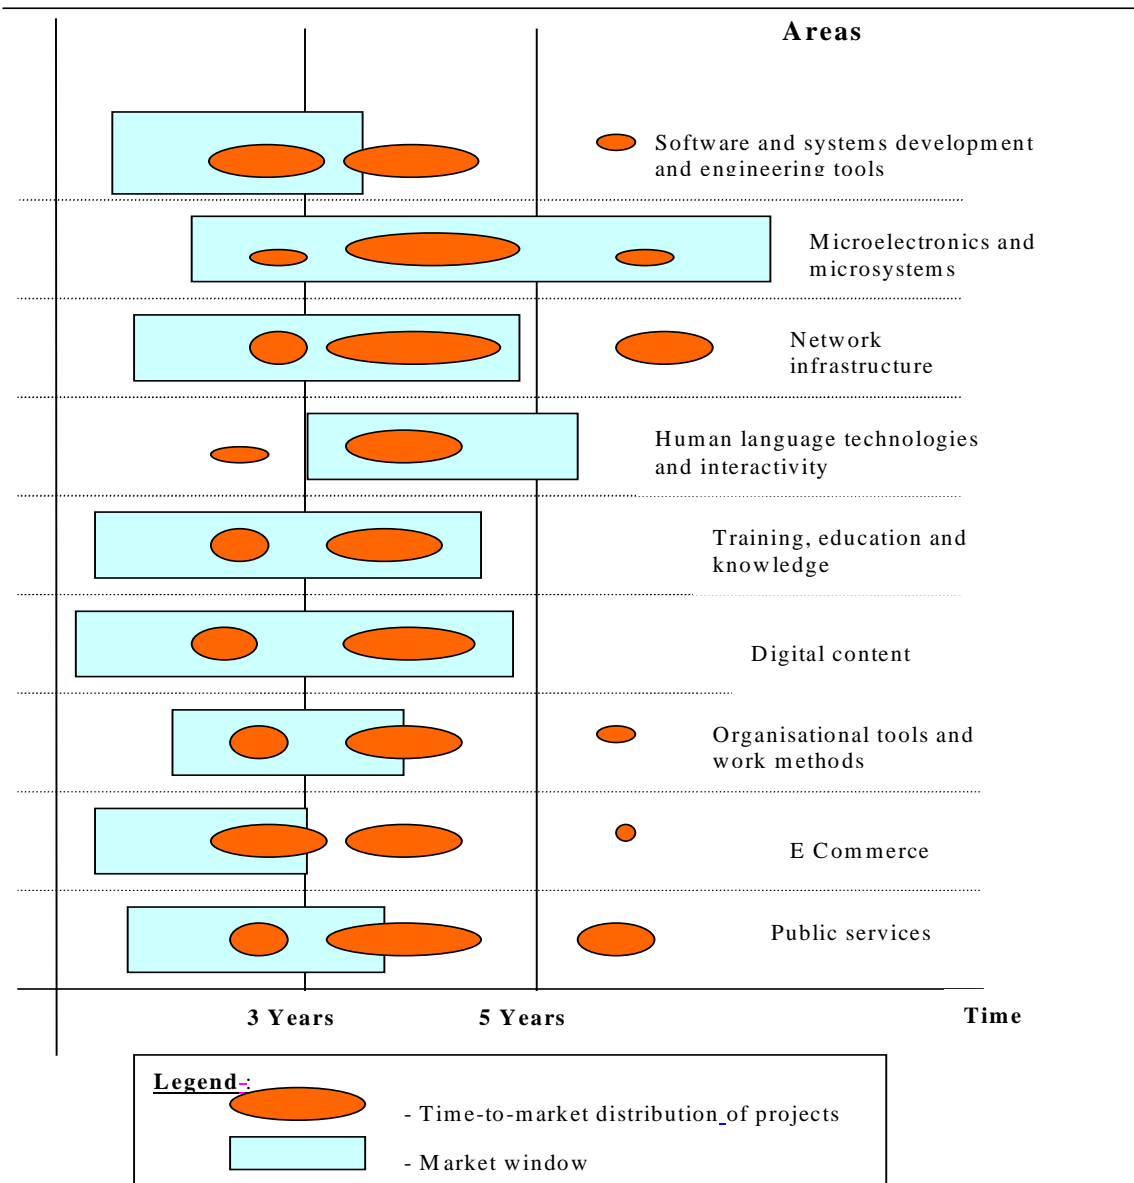 Areas
Software and systems development
and engineering tools
Microelectronics and
microsystems
Network
infrastructure
Human language technologies
and interactivity
Training, education and
knowledge
Digital content
Organisational tools and
work methods
E Commerce
Public services
3 Years
5 Years
Time
Legend :
- Time-to-market distribution of projects
- Market window